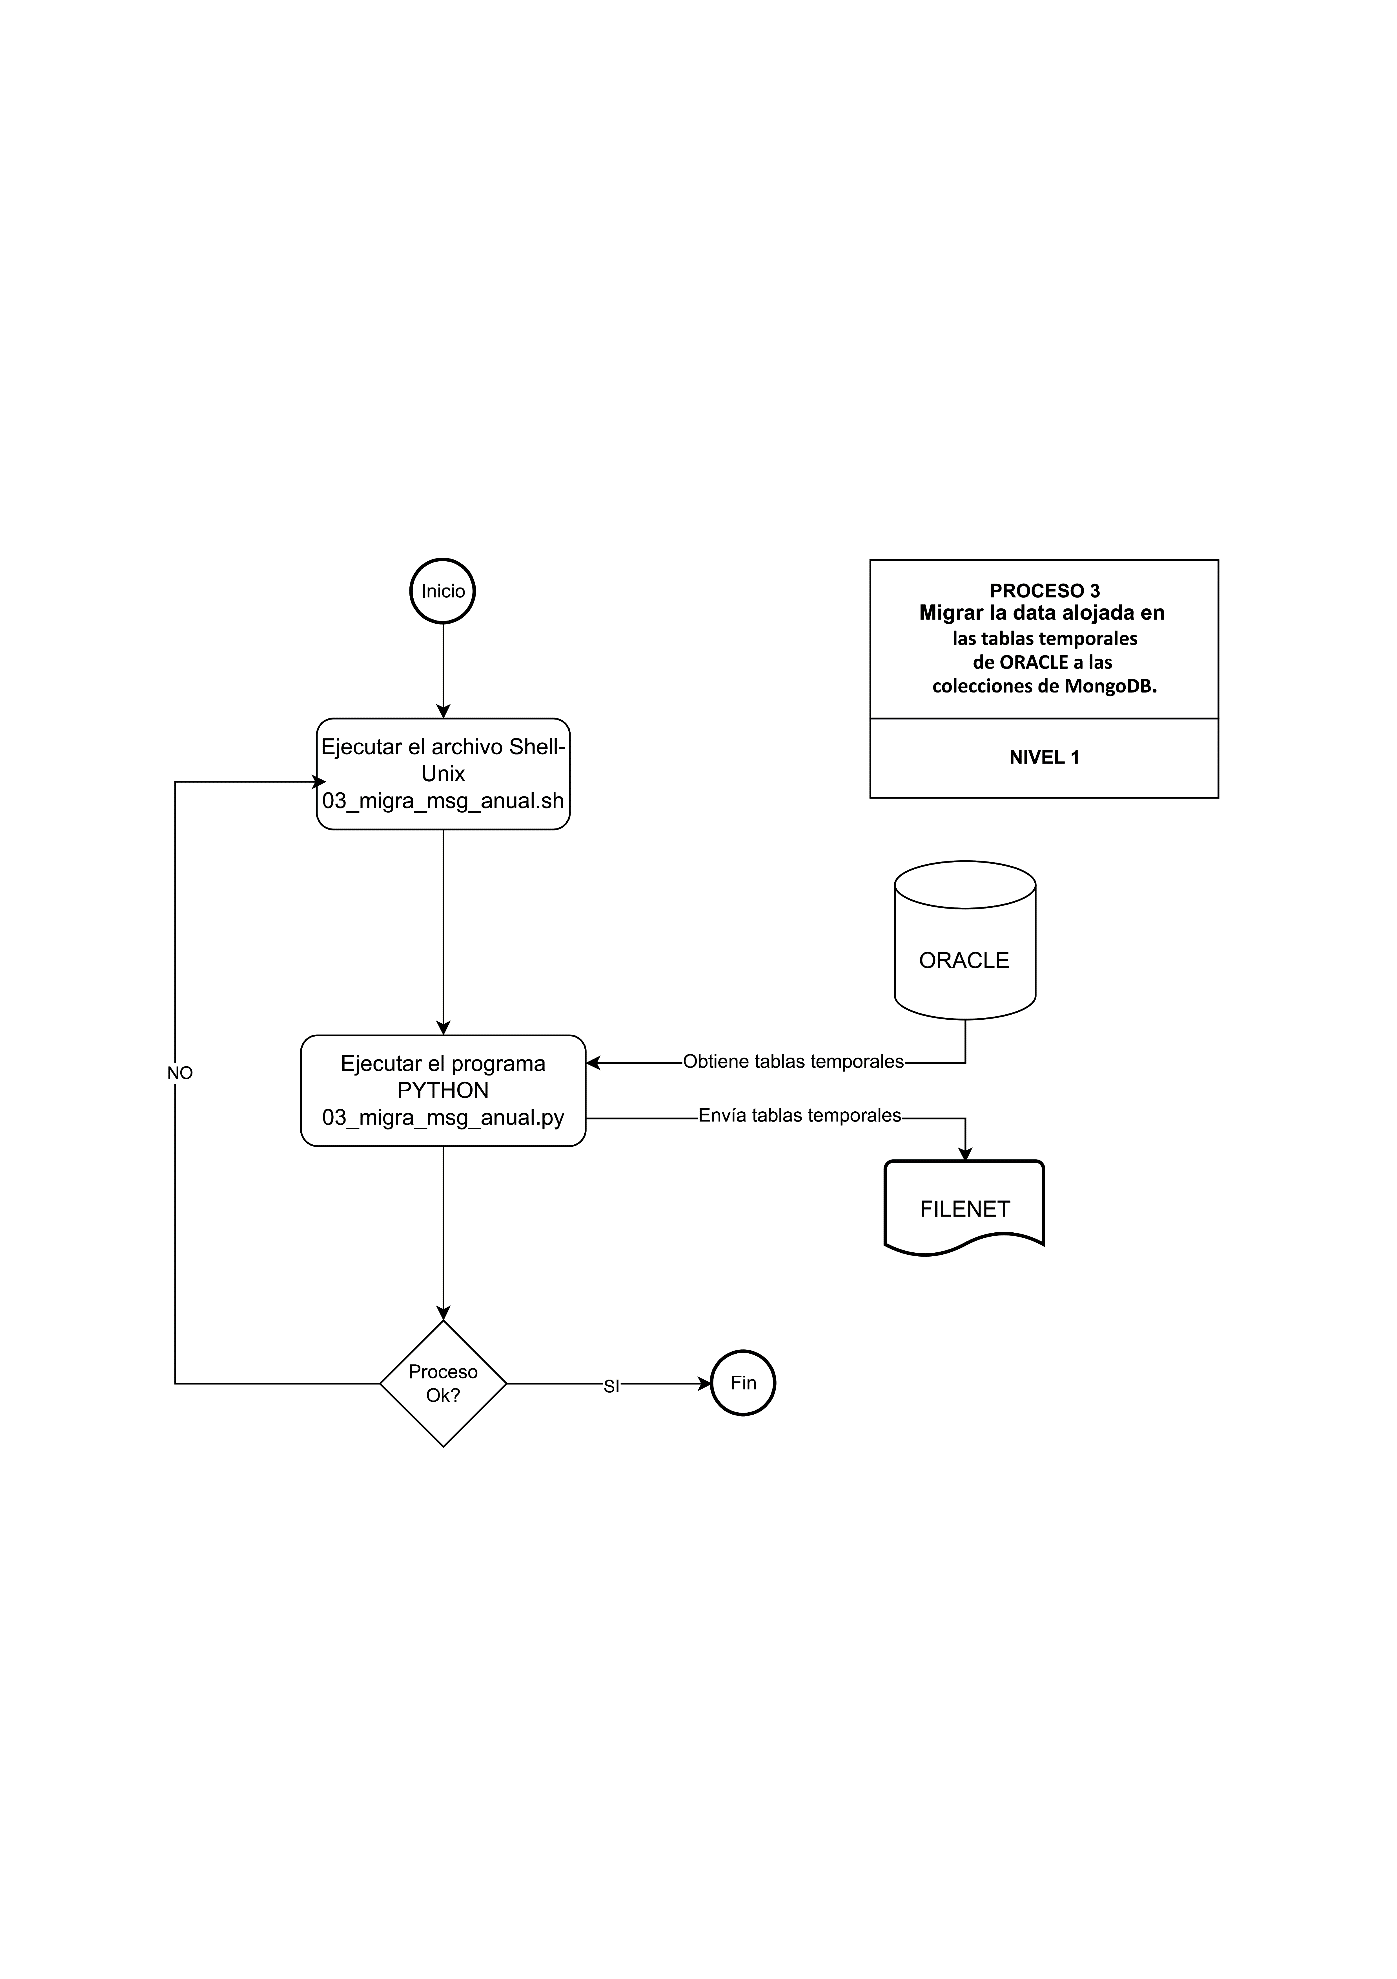 Inicio
PROCESO 3
Migrar la data alojada en
las tablas temporales
de ORACLE a las
colecciones de MongoDB.
NIVEL 1
Ejecutar el archivo Shell-
Unix
03_migra_msg_anual.sh
ORACLE
NO
Ejecutar el programa
PYTHON
03_migra_msg_anual.py
Obtiene tablas temporales
Envía tablas temporales
FILENET
Proceso
Ok?
SI
Fin